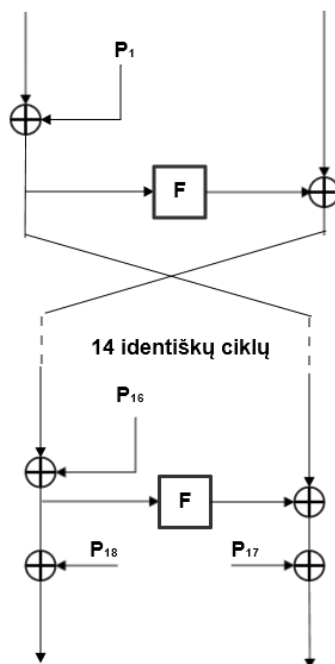 P₁
F
14 identiškų ciklų
P₁₆
F
P₁₈ P₁₇